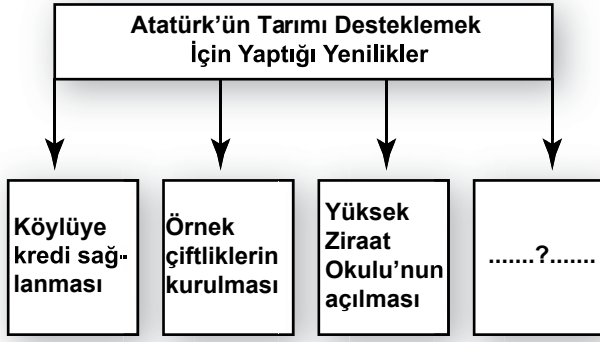 Atatürk’ün Tarımı Desteklemek
İçin Yaptığı Yenilikler
Köylüye
kredi sağ-
lanması
Örnek
çiftliklerin
kurulması
Yüksek
Ziraat
Okulu’nun
açılması
.......?.......